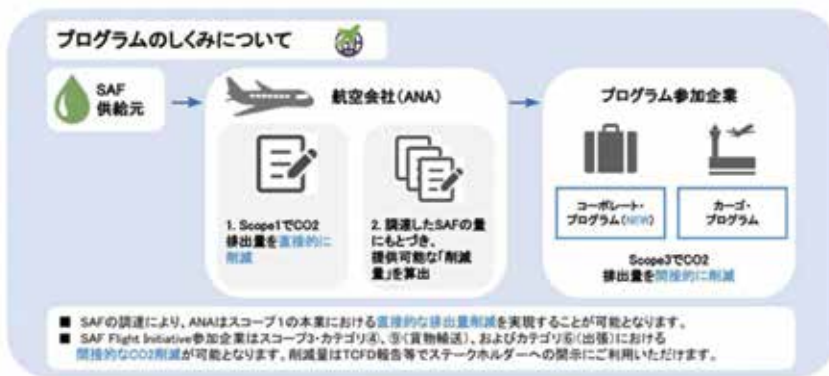 プログラムのしくみについて
SAF
供給元
航空会社(ANA)
プログラム参加企業
1. Scope1でCO2
排出量を直接的に
削減
2. 調達したSAFの量
にもとづき、
提供可能な「削減
量」を算出
コーポレート・
プログラム(NEW)
カーゴ・
プログラム
Scope3でCO2
排出量を間接的に削減
■ SAFの調達により、ANAはスコープ1の本業における直接的な排出量削減を実現することが可能となります。
■ SAF Flight Initiative参加企業はスコープ3・カテゴリ④、⑨(貨物輸送)、およびカテゴリ⑥(出張)における
間接的なCO2削減が可能となります。削減量はTCFD報告等でステークホルダーへの開示にご利用いただけます。